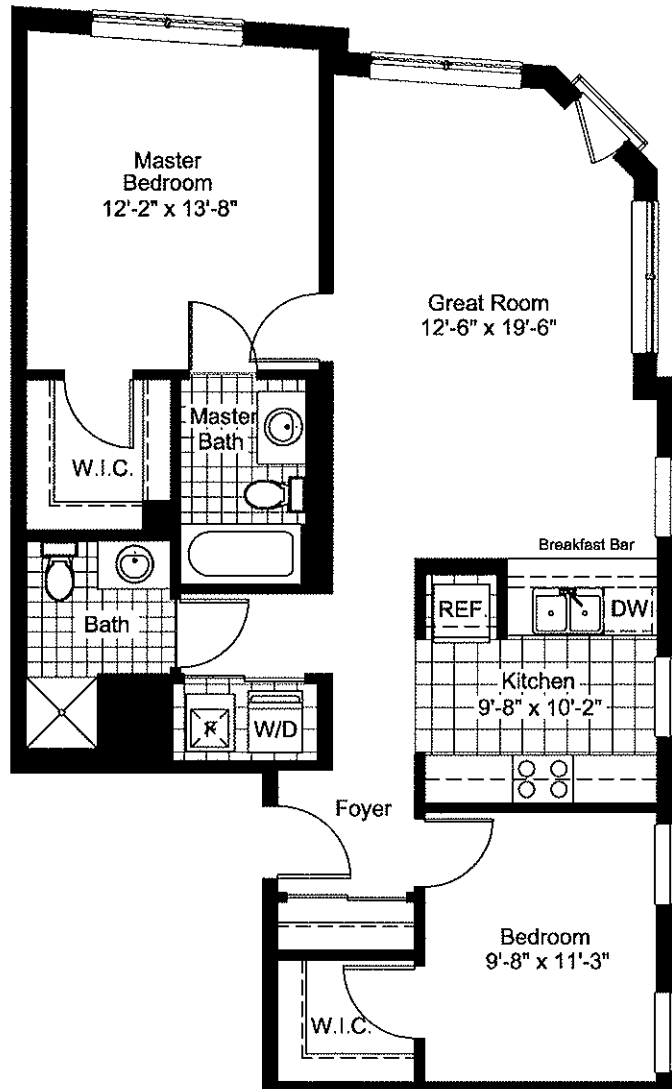 Master
Bedroom
12'-2" x 13'-8"
Great Room
12'-6" x 19'-6"
Master
Bath
W.I.C.
Breakfast Bar
REF.
DW
Bath
Kitchen
9'-8" x 10'-2"
F
W/D
Foyer
Bedroom
9'-8" x 11'-3"
W.I.C.